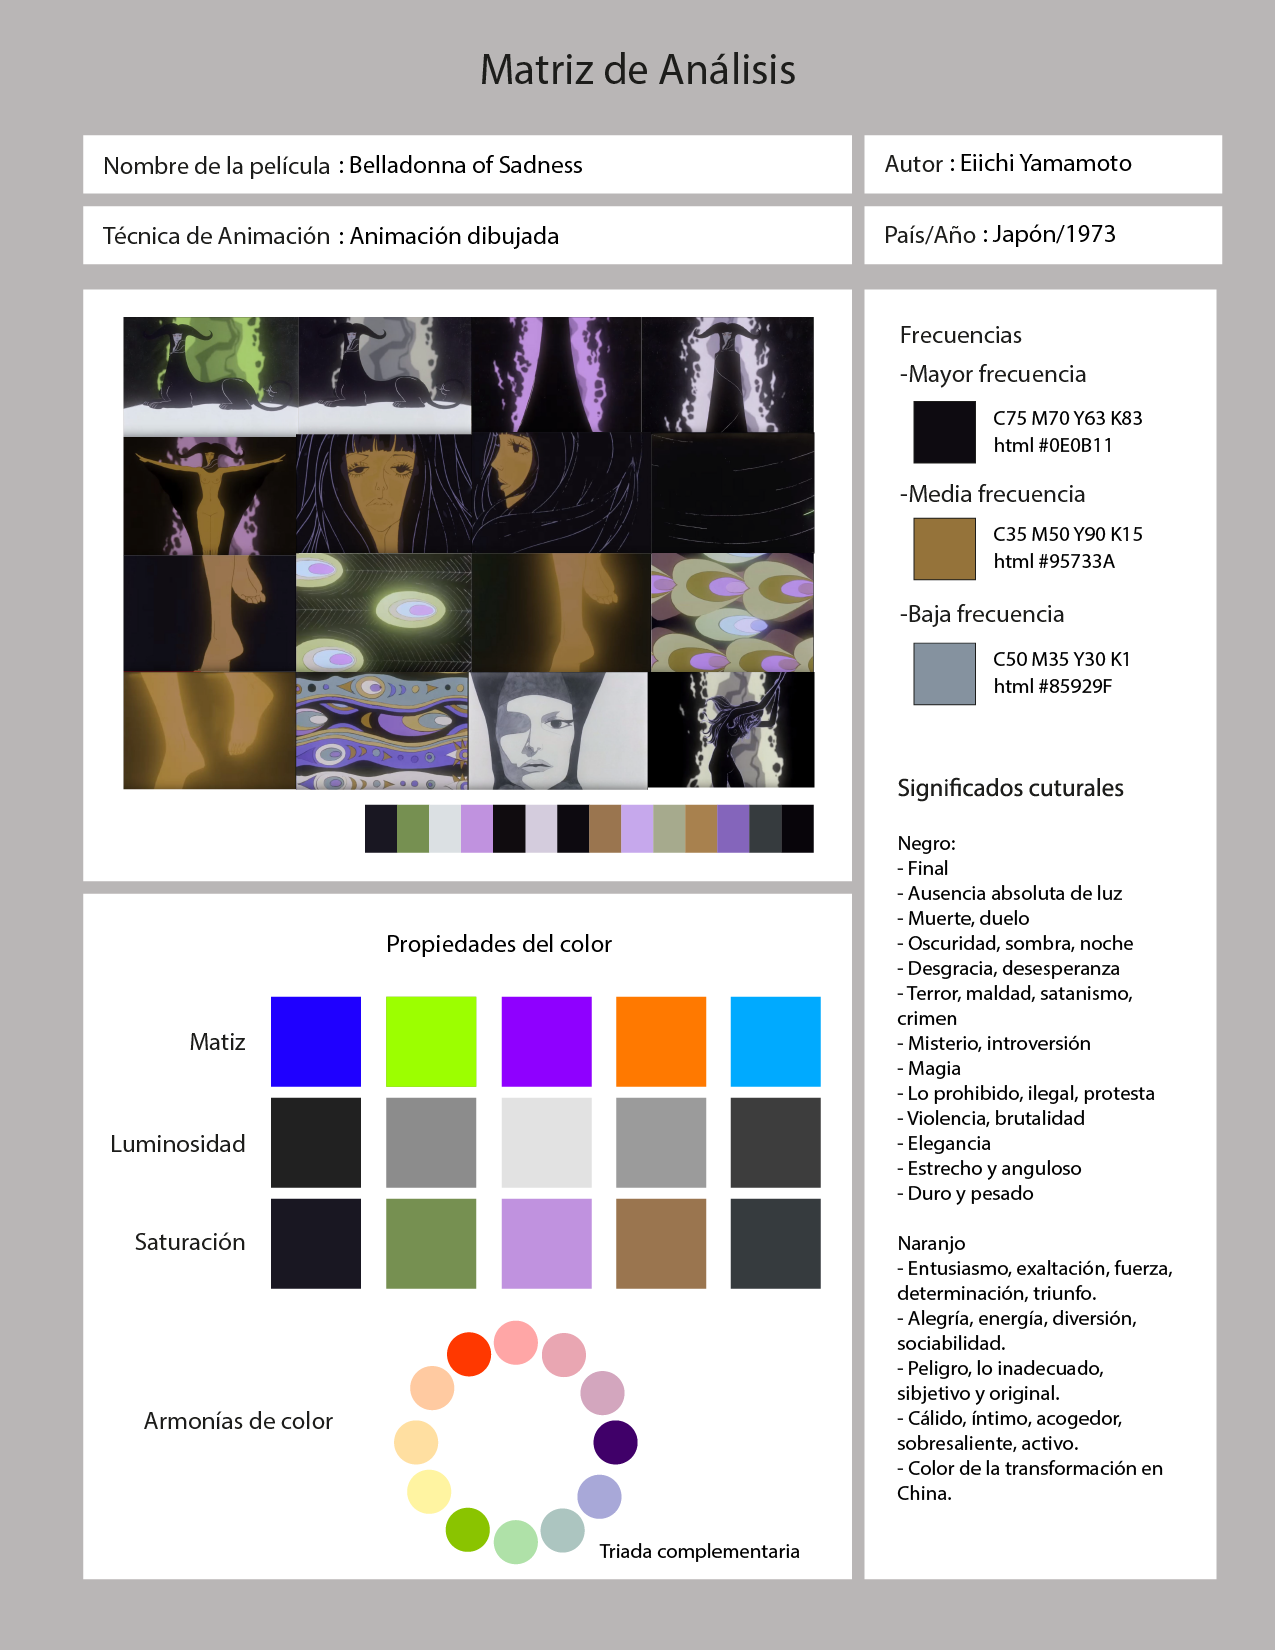 Matriz de Análisis
Nombre de la película : Belladonna of Sadness
Autor : Eiichi Yamamoto
Técnica de Animación : Animación dibujada
País/Año : Japón/1973
Frecuencias
-Mayor frecuencia
C75 M70 Y63 K83
html #0E0B11
-Media frecuencia
C35 M50 Y90 K15
html #95733A
-Baja frecuencia
C50 M35 Y30 K1
html #85929F
Significados cuturales
Negro:
- Final
- Ausencia absoluta de luz
- Muerte, duelo
- Oscuridad, sombra, noche
- Desgracia, desesperanza
- Terror, maldad, satanismo,
crimen
- Misterio, introversión
- Magia
- Lo prohibido, ilegal, protesta
- Violencia, brutalidad
- Elegancia
- Estrecho y anguloso
- Duro y pesado
Naranjo
- Entusiasmo, exaltación, fuerza,
determinación, triunfo.
- Alegría, energía, diversión,
sociabilidad.
- Peligro, lo inadecuado,
sibjetivo y original.
- Cálido, íntimo, acogedor,
sobresaliente, activo.
- Color de la transformación en
China.
Propiedades del color
Matiz
Luminosidad
Saturación
Armonías de color
Triada complementaria